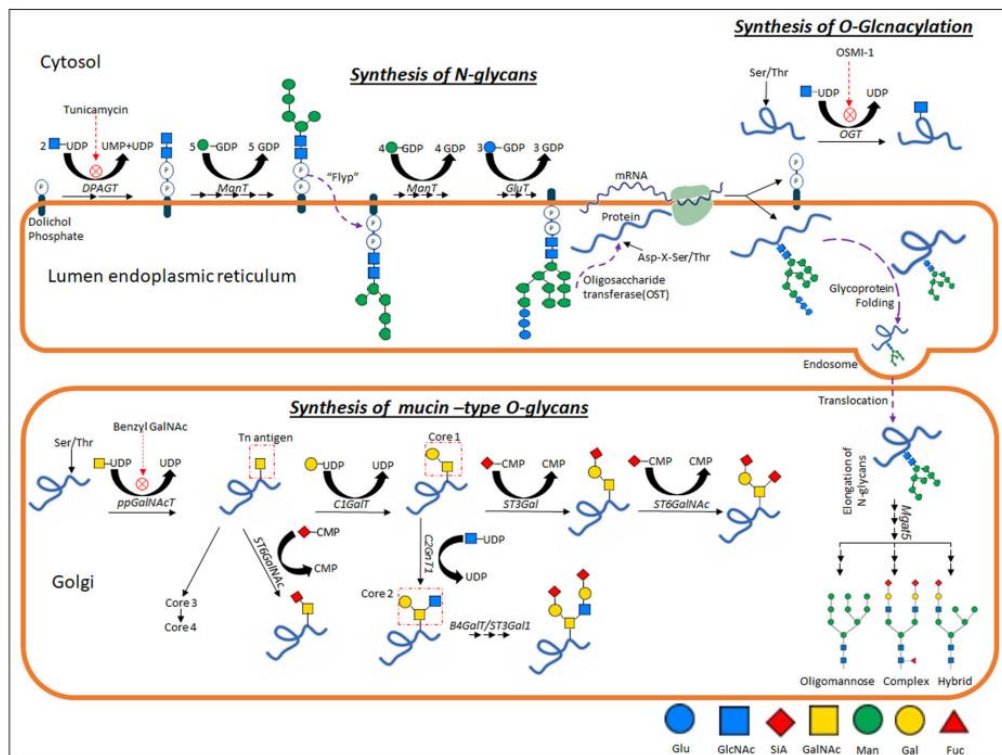 Synthesis of O-Glcnacylation
Cytosol
Synthesis of N-glycans
OSMI-1
Ser/Thr
UDP
UDP
OGT
Tunicamycin
2
UDP
UMP+UDP
DPAGT
5
GDP
5 GDP
ManT
"Flyp"
4
GDP
4 GDP
ManT
3
GDP
3 GDP
GluT
mRNA
P
P
P
P
P
P
P
P
P
P
P
Dolichol
Phosphate
Protein
Asp-X-Ser/Thr
Oligosaccharide
transferase(OST)
Lumen endoplasmic reticulum
Glycoprotein
Folding
Endosome
Translocation
Synthesis of mucin –type O-glycans
Ser/Thr
Benzyl GalNAc
UDP
UDP
ppGalNAcT
Tn antigen
UDP
UDP
C1GalT
Core 1
CMP
CMP
ST3Gal
CMP
CMP
ST6GalNAc
Elongation of
N-glycans
Mgat5
ST6GalNAc
CMP
CMP
C2GnT1
UDP
UDP
Golgi
Core 3
Core 4
Core 2
B4GalT/ST3Gal1
Oligomannose
Complex
Hybrid
Glu
GlcNAc
SiA
GalNAc
Man
Gal
Fuc